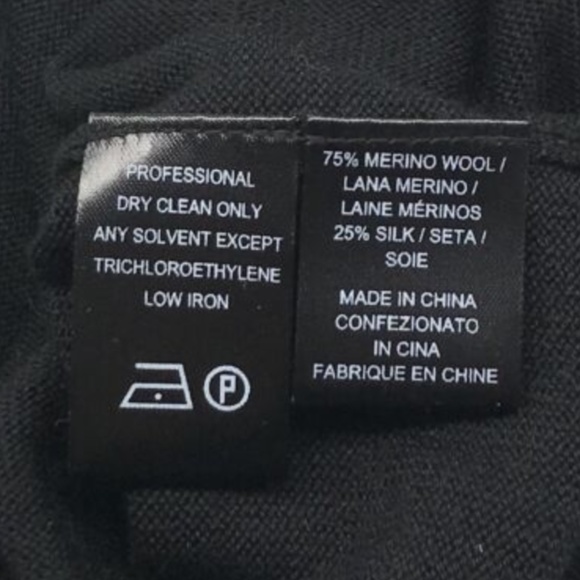 PROFESSIONAL
DRY CLEAN ONLY
ANY SOLVENT EXCEPT
TRICHLOROETHYLENE
LOW IRON
P
75% MERINO WOOL /
LANA MERINO /
LAINE MÉRINOS
25% SILK / SETA /
SOIE
MADE IN CHINA
CONFEZIONATO
IN CINA
FABRIQUE EN CHINE